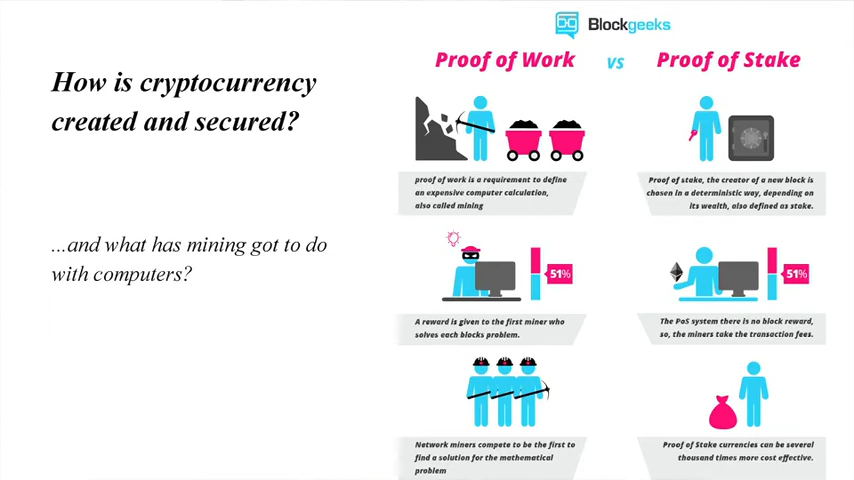 How is cryptocurrency
created and secured?
...and what has mining got to do
with computers?
Blockgeeks
Proof of Work vs Proof of Stake
proof of work is a requirement to define
an expensive computer calculation,
also called mining
Proof of stake, the creator of a new block is
chosen in a deterministic way, depending on
its wealth, also defined as stake.
51%
51%
A reward is given to the first miner who
solves each blocks problem.
The PoS system there is no block reward,
so, the miners take the transaction fees.
Network miners compete to be the first to
find a solution for the mathematical
problem
Proof of Stake currencies can be several
thousand times more cost effective.